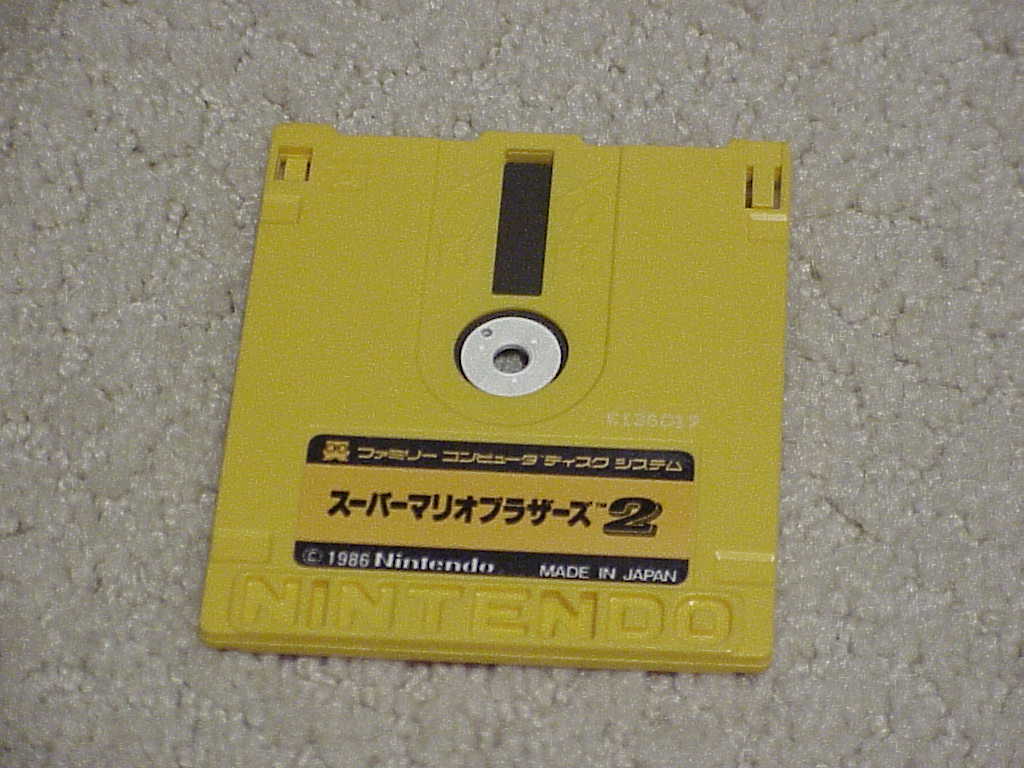 ファミリー コンピュータ ディスク システム
スーパーマリオブラザーズ™2
© 1986 Nintendo MADE IN JAPAN
NINTENDO